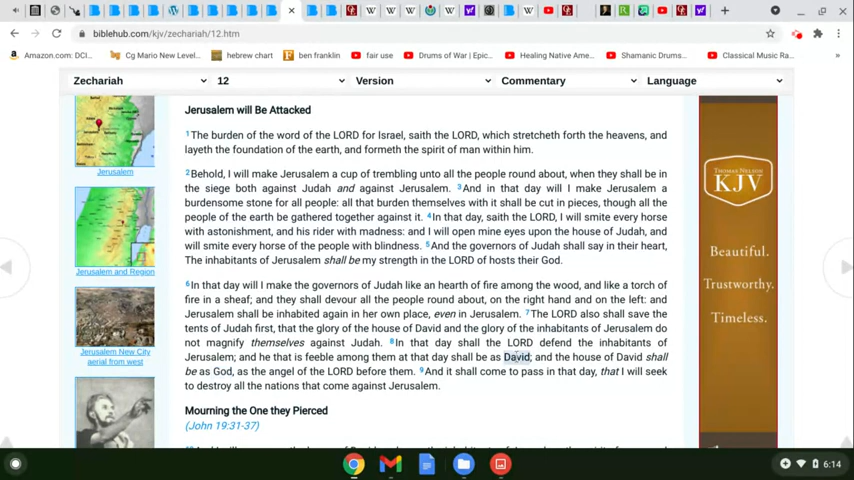 biblehub.com/kjv/zechariah/12.htm
Amazon.com: DCI...
Cg Mario New Level...
hebrew chart
ben franklin
fair use
Drums of War | Epic...
Healing Native Ame...
Shamanic Drums...
Classical Musica Ra...
Zechariah
12
Version
Commentary
Language
Jerusalem will Be Attacked
1The burden of the word of the LORD for Israel, saith the LORD, which stretcheth forth the heavens, and
layeth the foundation of the earth, and formeth the spirit of man within him.
2Behold, I will make Jerusalem a cup of trembling unto all the people round about, when they shall be in
the siege both against Judah and against Jerusalem. 3And in that day will I make Jerusalem a
burdensome stone for all people: all that burden themselves with it shall be cut in pieces, though all the
people of the earth be gathered together against it. 4In that day, saith the LORD, I will smite every horse
with astonishment, and his rider with madness: and I will open mine eyes upon the house of Judah, and
will smite every horse of the people with blindness. 5And the governors of Judah shall say in their heart,
The inhabitants of Jerusalem shall be my strength in the LORD of hosts their God.
6In that day will I make the governors of Judah like an hearth of fire among the wood, and like a torch of
fire in a sheaf; and they shall devour all the people round about, on the right hand and on the left: and
Jerusalem shall be inhabited again in her own place, even in Jerusalem. 7The LORD also shall save the
tents of Judah first, that the glory of the house of David and the glory of the inhabitants of Jerusalem do
not magnify themselves against Judah. 8In that day shall the LORD defend the inhabitants of
Jerusalem; and he that is feeble among them at that day shall be as David; and the house of David shall
be as God, as the angel of the LORD before them. 9And it shall come to pass in that day, that I will seek
to destroy all the nations that come against Jerusalem.
Mourning the One they Pierced
(John 19:31-37)
Jerusalem
Jerusalem and Region
Jerusalem New City
aerial from west
THOMAS NELSON
KJV
Beautiful.
Trustworthy.
Timeless.
6:14